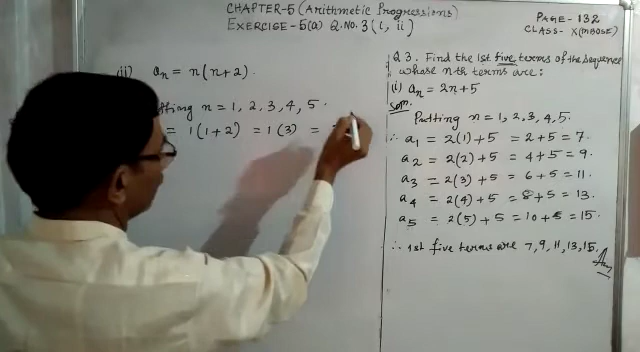 CHAPTER-5 (Arithmetic Progressions)
EXERCISE-5(a) Q.NO.3(i, ii)
PAGE-132
CLASS-X(MBOSE)
(ii) an = n(n+2).
n = 1, 2, 3, 4, 5.
= 1(1+2) = 1(3) =
Q3. Find the 1st five terms of the sequence
whose nth terms are:
(i) an = 2n+5
Soln.
Putting n = 1, 2, 3, 4, 5.
∴ a1 = 2(1)+5 = 2+5 = 7.
a2 = 2(2)+5 = 4+5 = 9.
a3 = 2(3)+5 = 6+5 = 11.
a4 = 2(4)+5 = 8+5 = 13.
a5 = 2(5)+5 = 10+5 = 15.
∴ 1st five terms are 7, 9, 11, 13, 15.
Ans